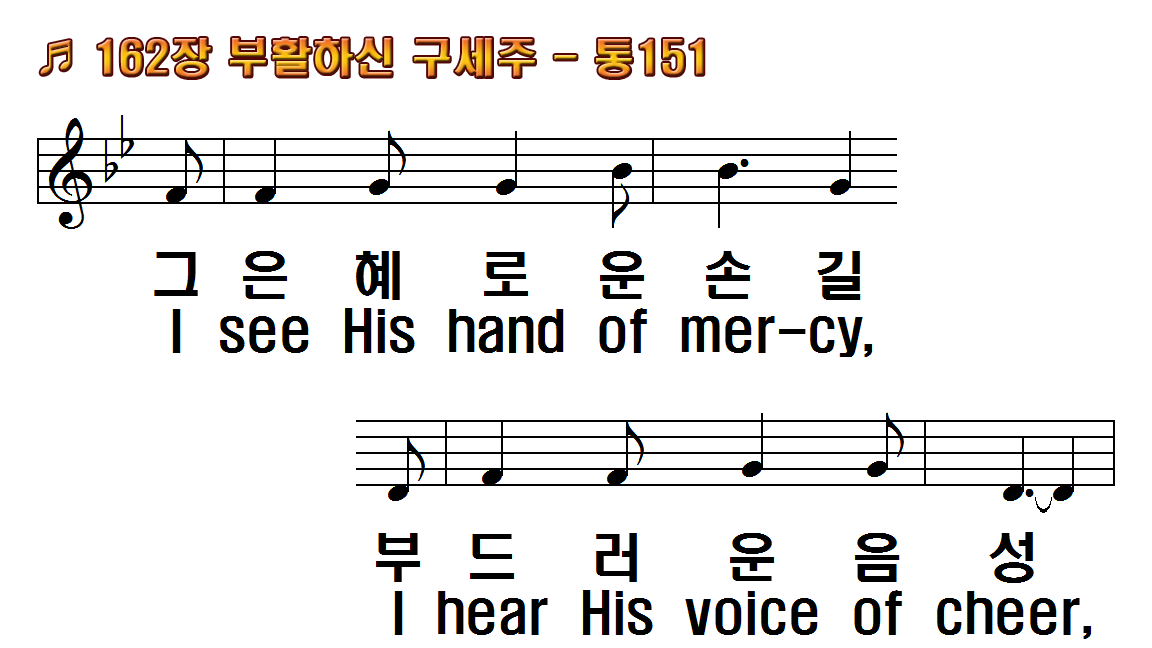 ♬ 162장 부활하신 구세주 - 통151
그 은 혜 로 운 손 길
I see His hand of mer-cy,
부 드 러 운 음 성
I hear His voice of cheer,